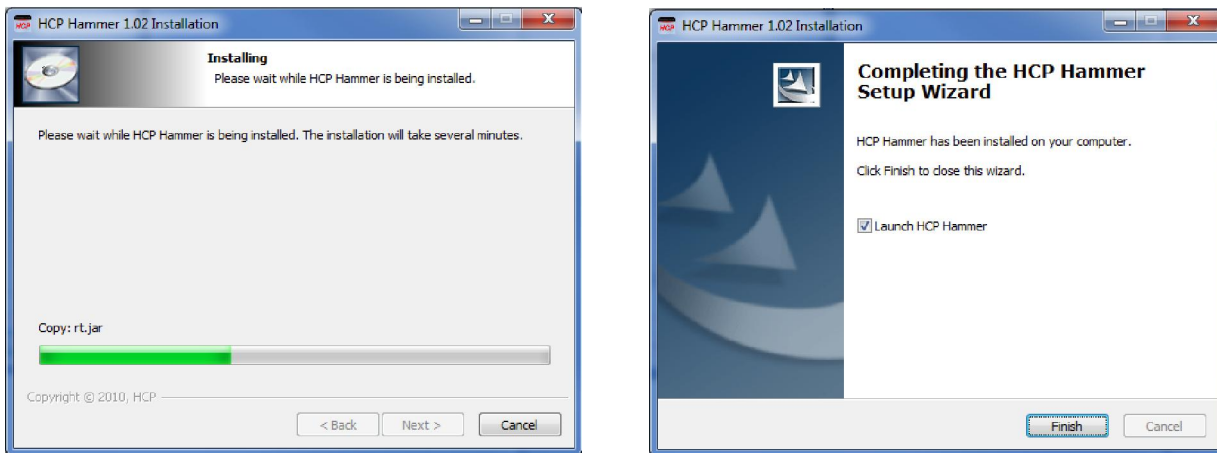 HCP Hammer 1.02 Installation
Installing
Please wait while HCP Hammer is being installed.
Please wait while HCP Hammer is being installed. The installation will take several minutes.
Copy: rt.jar
Copyright © 2010, HCP
< Back
Next >
Cancel
HCP Hammer 1.02 Installation
Completing the HCP Hammer
Setup Wizard
HCP Hammer has been installed on your computer.
Click Finish to close this wizard.
Launch HCP Hammer
Finish
Cancel